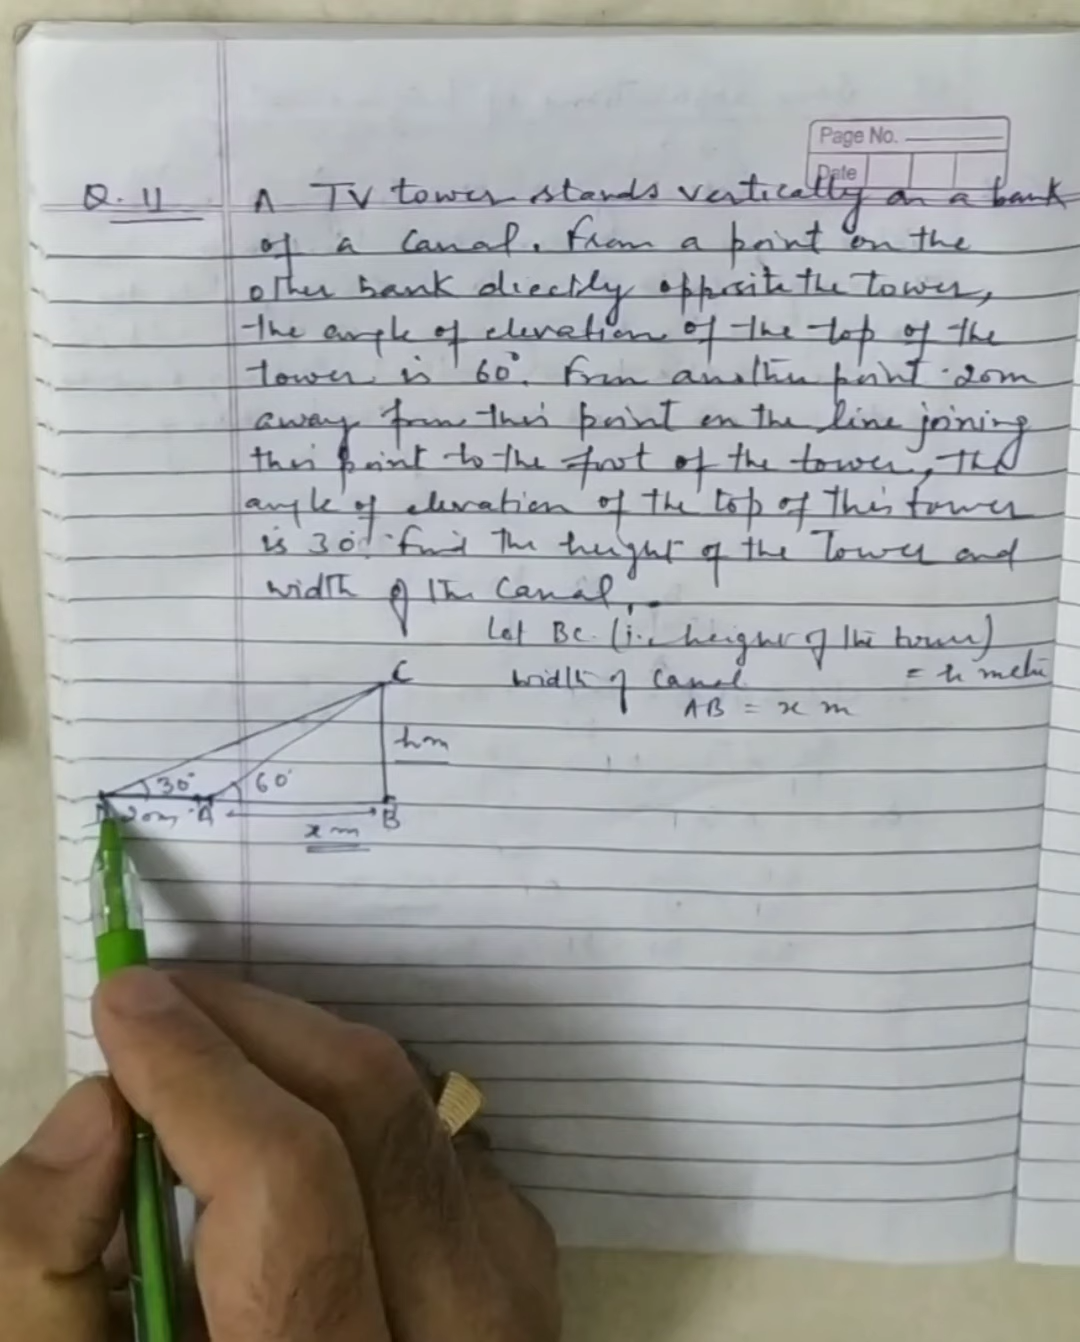 Page No.
Date
Q. 11 A TV tower stands vertically on a bank
of a Canal. From a point on the
other bank directly opposite the tower,
the angle of elevation of the top of the
tower is 60°. From another point 20m
away from this point on the line joining
this point to the foot of the tower, the
angle of elevation of the top of this tower
is 30°. Find the height of the Tower and
width of the Canal.
Let BC (i.e height of the tower)
= h metre
width of Canal
AB = x m
C
h m
30° 60°
20m A B
x m